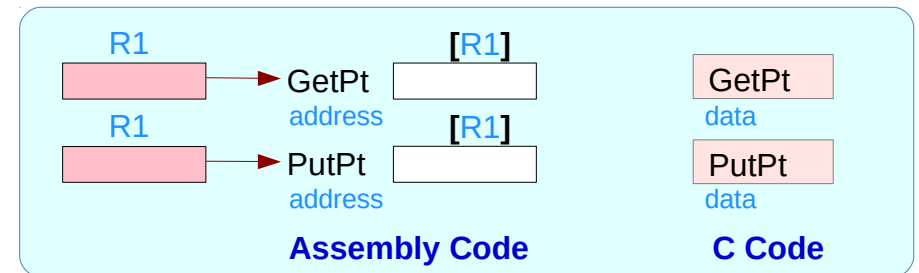 R1 [R1]
GetPt GetPt
address data
R1 [R1]
PutPt PutPt
address data
Assembly Code C Code